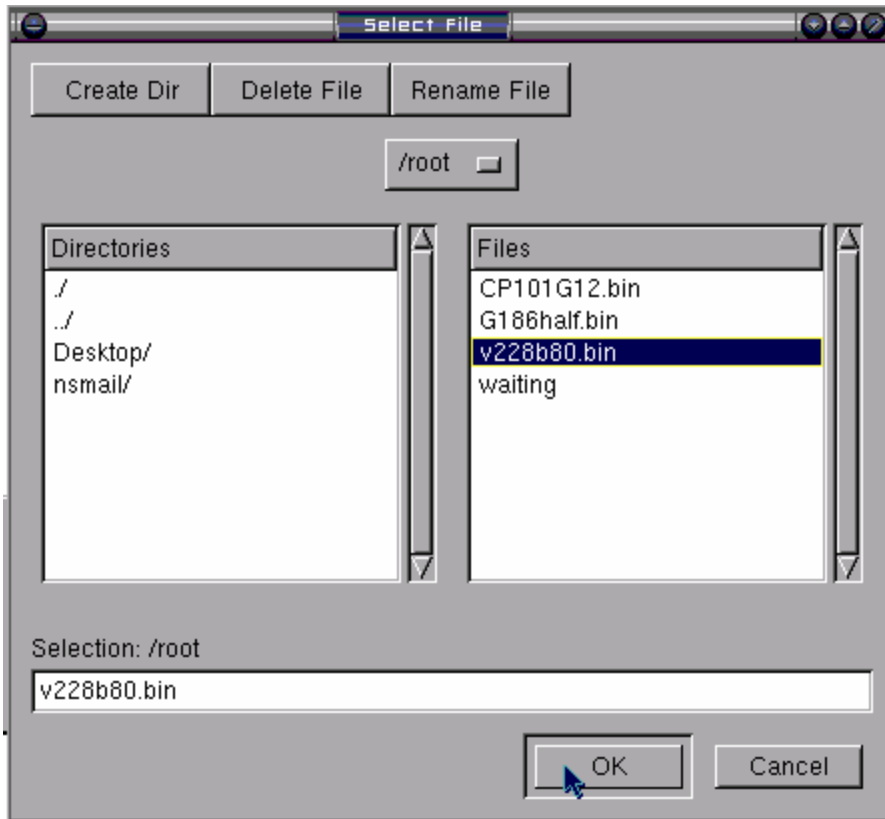 Select File
Create Dir Delete File Rename File
/root
Directories
./
../
Desktop/
nsmail/
Files
CP101G12.bin
G186half.bin
v228b80.bin
waiting
Selection: /root
v228b80.bin
OK Cancel